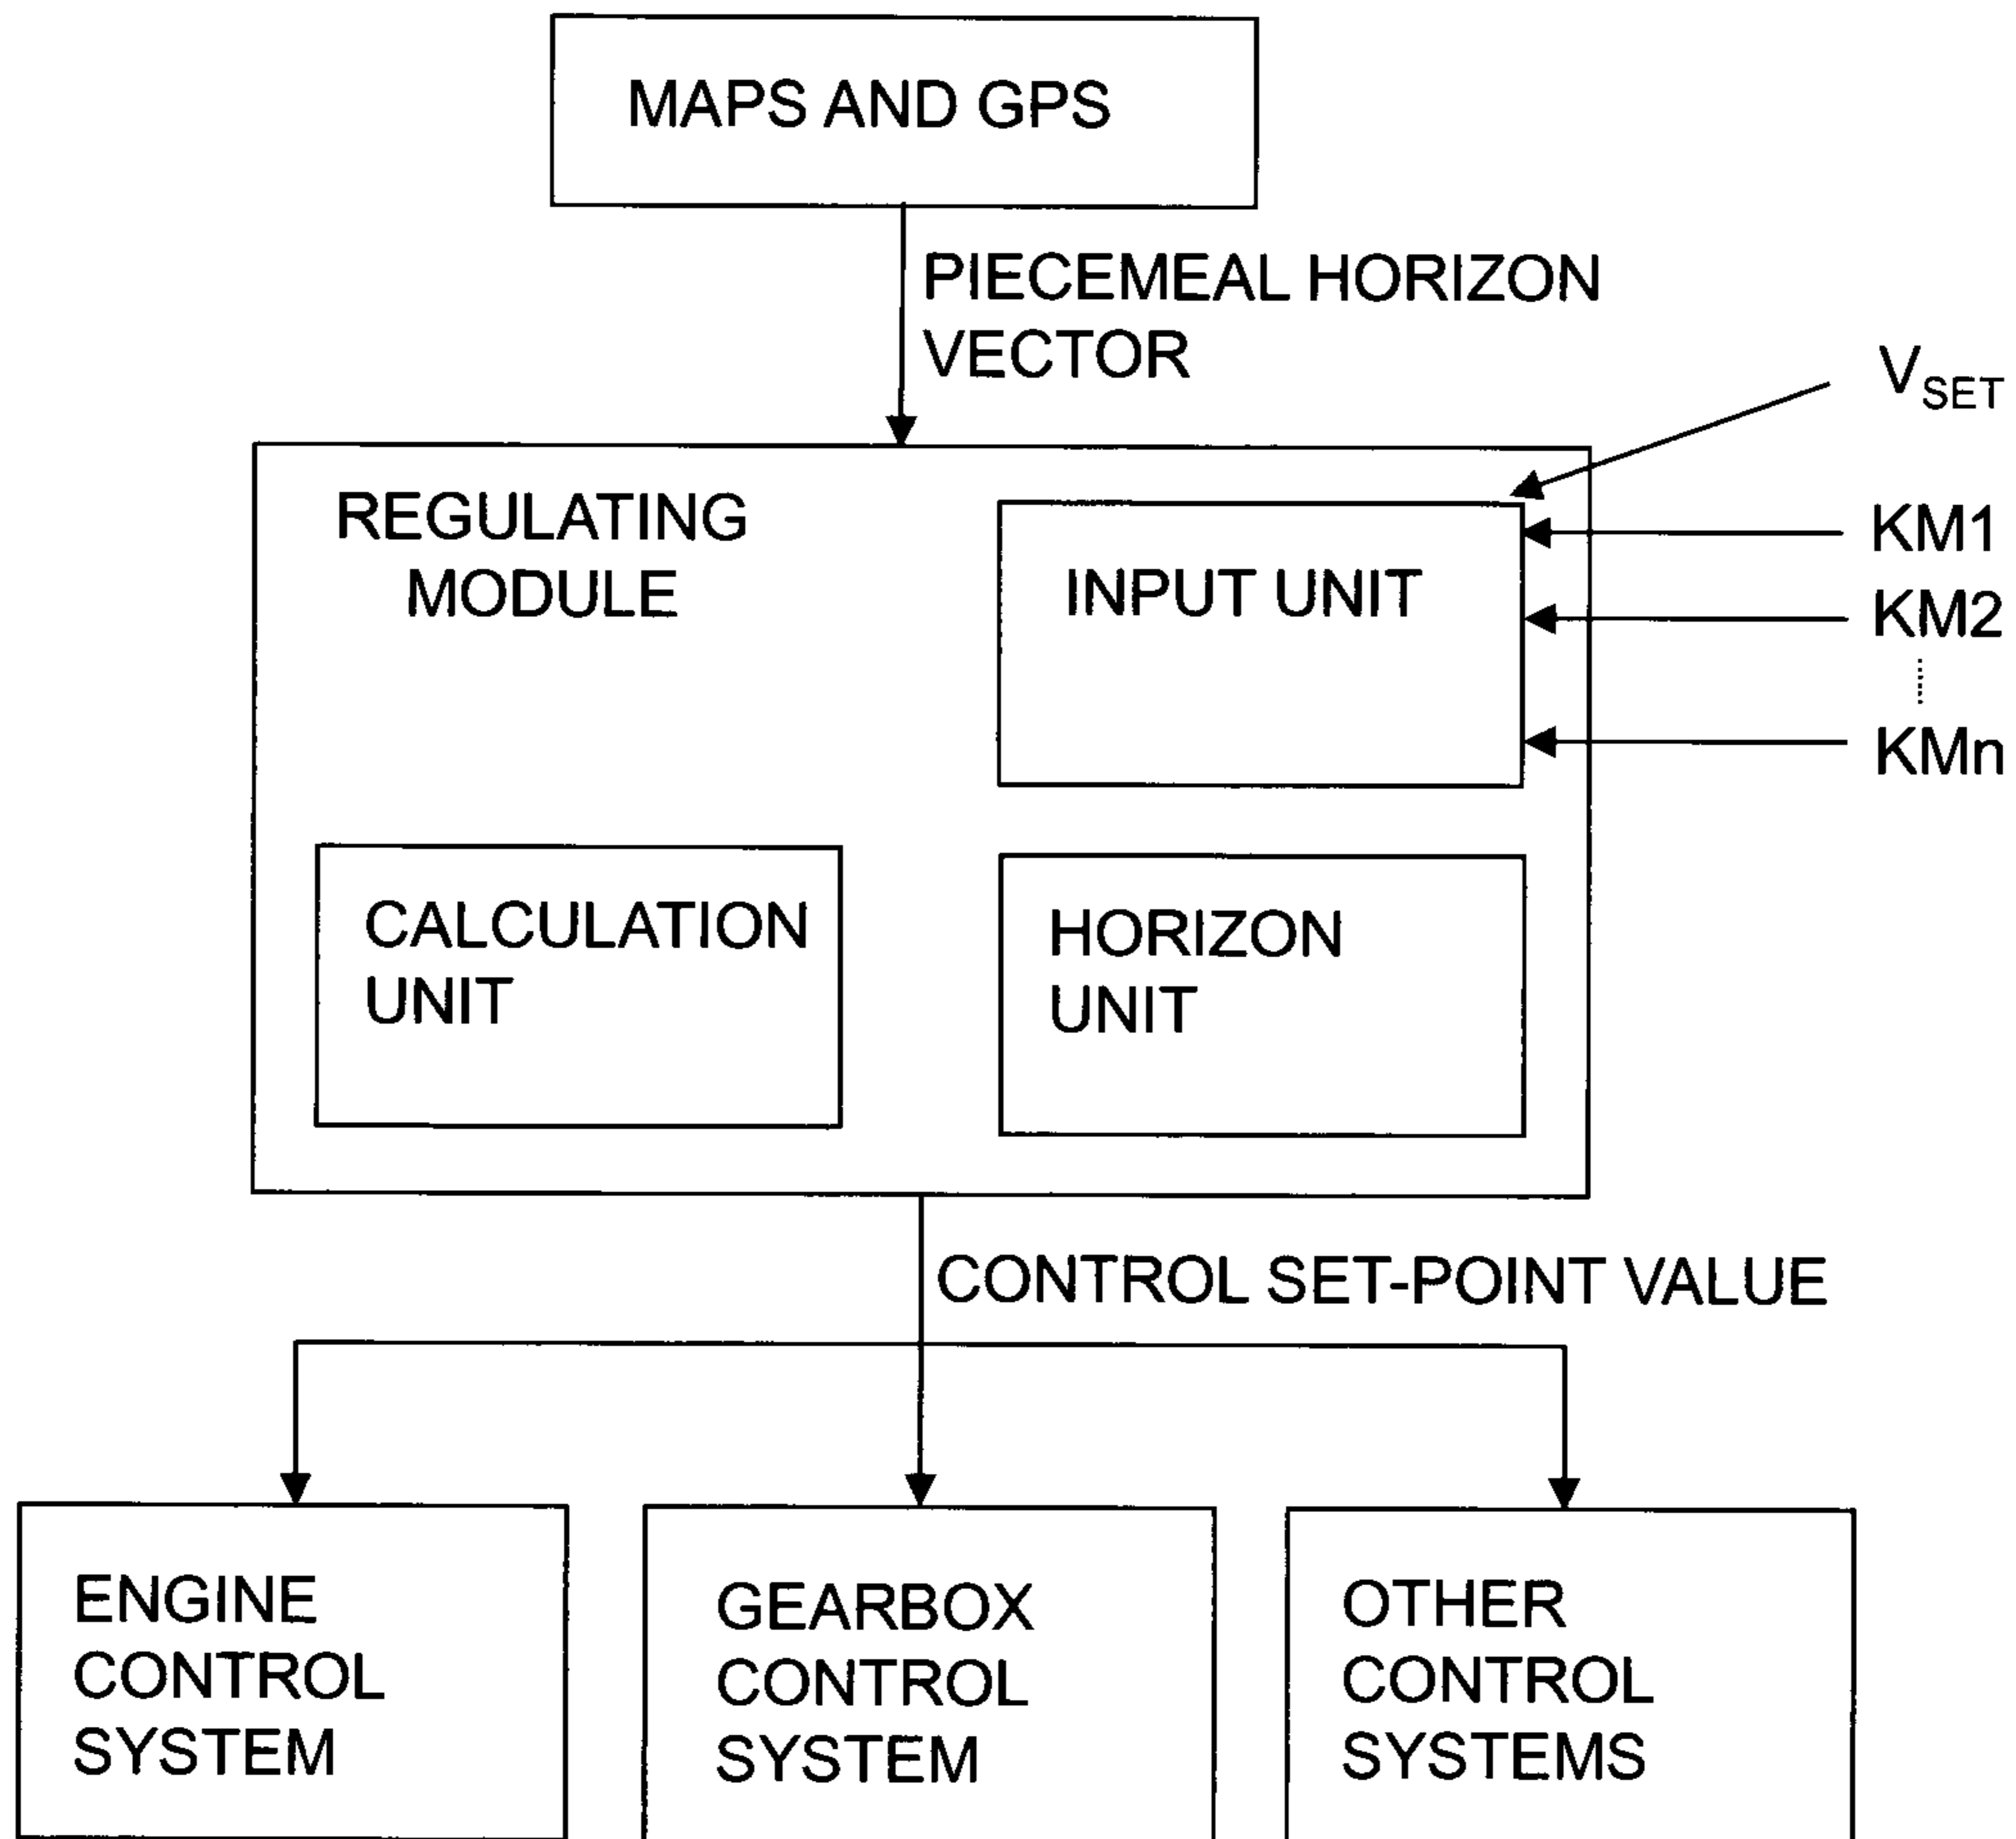 MAPS AND GPS
PIECEMEAL HORIZON
VECTOR
V_SET
REGULATING
MODULE
INPUT UNIT
KM1
KM2
KMn
CALCULATION
UNIT
HORIZON
UNIT
CONTROL SET-POINT VALUE
ENGINE
CONTROL
SYSTEM
GEARBOX
CONTROL
SYSTEM
OTHER
CONTROL
SYSTEMS